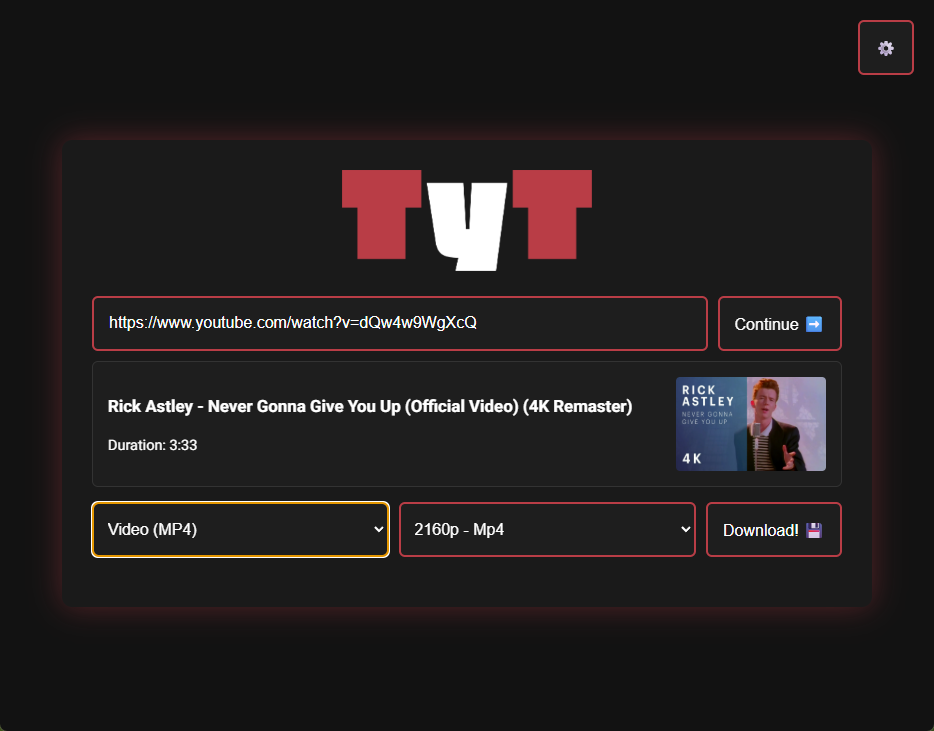 TyT
https://www.youtube.com/watch?v=dQw4w9WgXcQ
Continue ➡️
Rick Astley - Never Gonna Give You Up (Official Video) (4K Remaster)
Duration: 3:33
RICK
ASTLEY
NEVER GONNA
GIVE YOU UP
4K
Video (MP4)
2160p - Mp4
Download! 💾